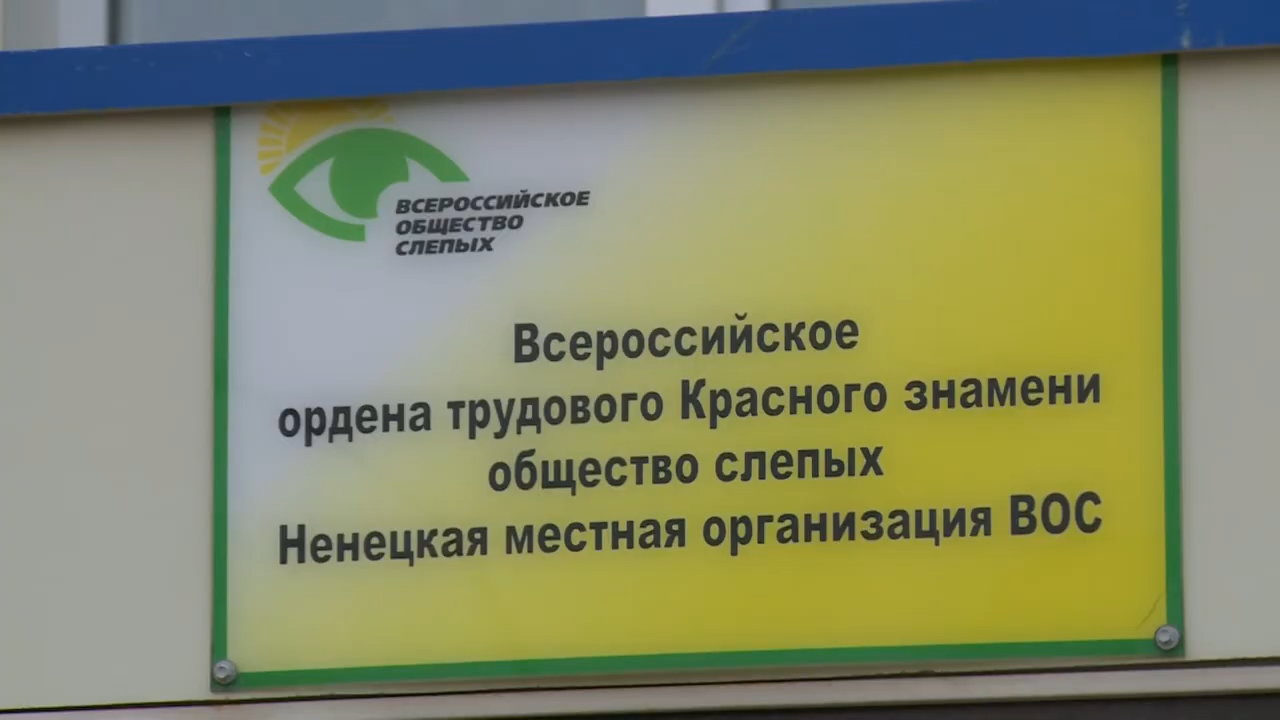 ВСЕРОССИЙСКОЕ
ОБЩЕСТВО
СЛЕПЫХ
Всероссийское
ордена трудового Красного знамени
общество слепых
Ненецкая местная организация ВОС